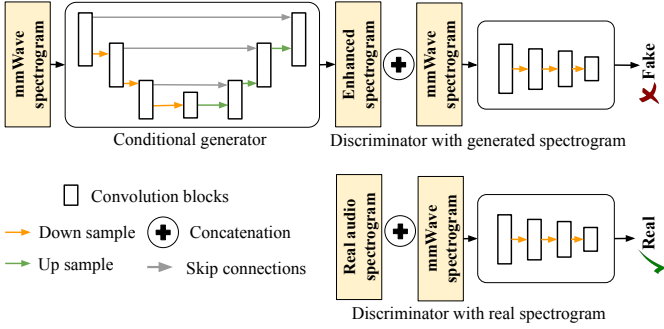 mmWave
spectrogram
Conditional generator
Enhanced
spectrogram
mmWave
spectrogram
Fake
Discriminator with generated spectrogram
Convolution blocks
Down sample
Concatenation
Up sample
Skip connections
Real audio
spectrogram
mmWave
spectrogram
Real
Discriminator with real spectrogram